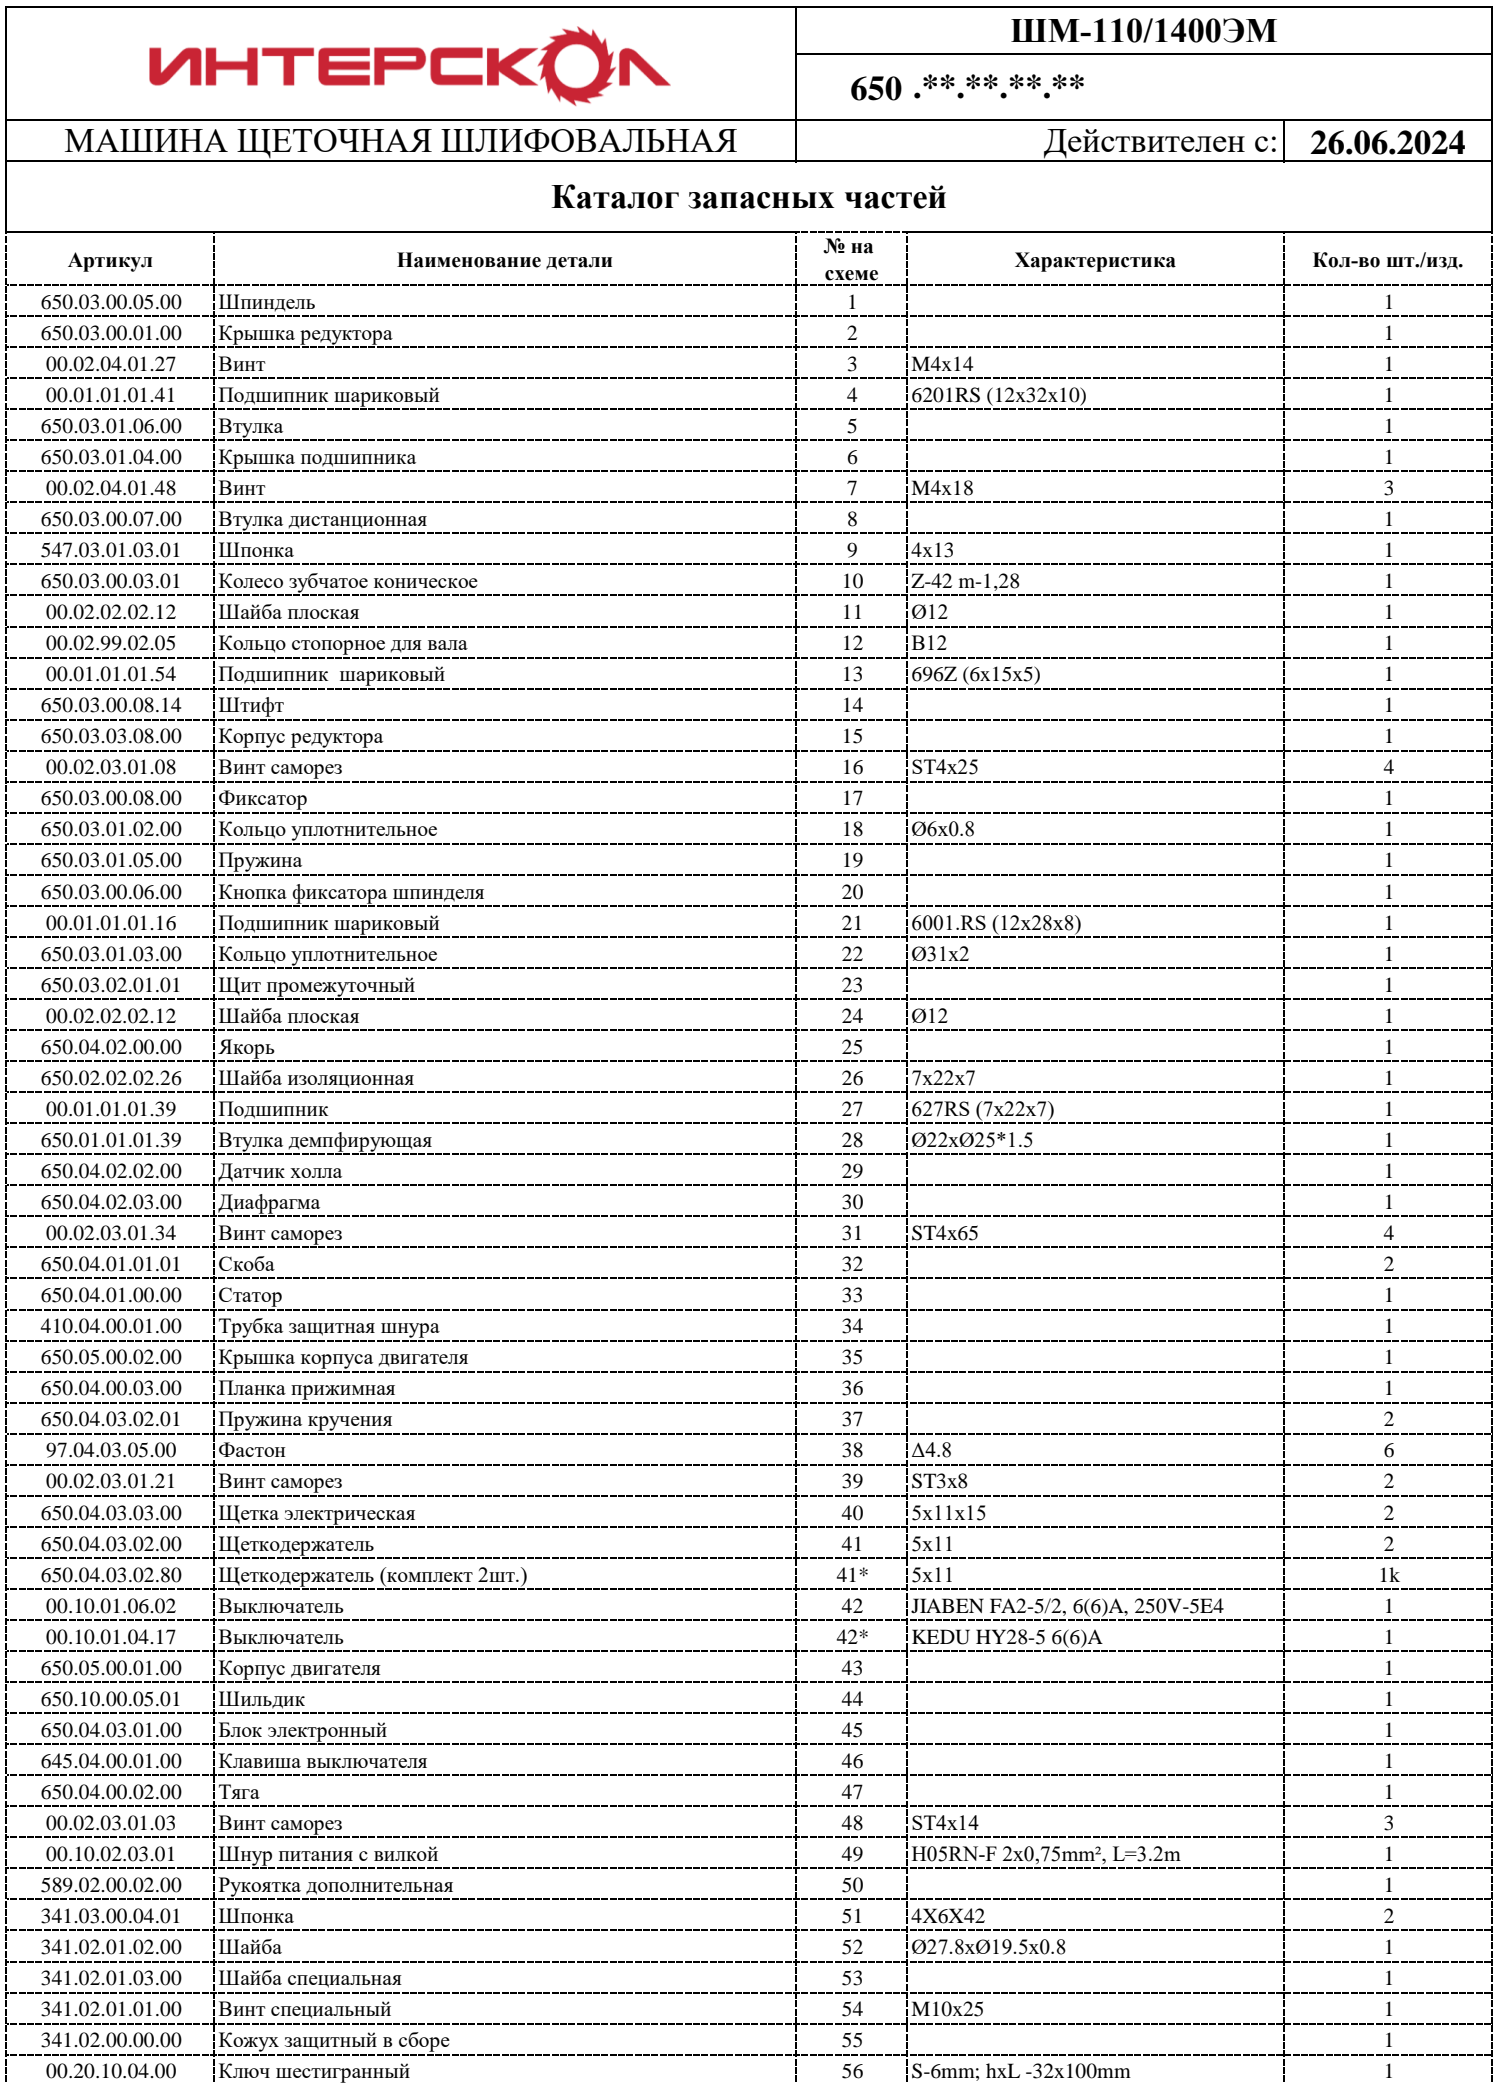 ИНТЕРСКОЛ
ШМ-110/1400ЭМ
650 .**.**.**.**
МАШИНА ЩЕТОЧНАЯ ШЛИФОВАЛЬНАЯ Действителен с: 26.06.2024
Каталог запасных частей
Артикул Наименование детали № на схеме Характеристика Кол-во шт./изд.
650.03.00.05.00 Шпиндель 1 1
650.03.00.01.00 Крышка редуктора 2 1
00.02.04.01.27 Винт 3 M4x14 1
00.01.01.01.41 Подшипник шариковый 4 6201RS (12x32x10) 1
650.03.01.06.00 Втулка 5 1
650.03.01.04.00 Крышка подшипника 6 1
00.02.04.01.48 Винт 7 M4x18 3
650.03.00.07.00 Втулка дистанционная 8 1
547.03.01.03.01 Шпонка 9 4x13 1
650.03.00.03.01 Колесо зубчатое коническое 10 Z-42 m-1,28 1
00.02.02.02.12 Шайба плоская 11 Ø12 1
00.02.99.02.05 Кольцо стопорное для вала 12 B12 1
00.01.01.01.54 Подшипник  шариковый 13 696Z (6x15x5) 1
650.03.00.08.14 Штифт 14 1
650.03.03.08.00 Корпус редуктора 15 1
00.02.03.01.08 Винт саморез 16 ST4x25 4
650.03.00.08.00 Фиксатор 17 1
650.03.01.02.00 Кольцо уплотнительное 18 Ø6x0.8 1
650.03.01.05.00 Пружина 19 1
650.03.00.06.00 Кнопка фиксатора шпинделя 20 1
00.01.01.01.16 Подшипник шариковый 21 6001.RS (12x28x8) 1
650.03.01.03.00 Кольцо уплотнительное 22 Ø31x2 1
650.03.02.01.01 Щит промежуточный 23 1
00.02.02.02.12 Шайба плоская 24 Ø12 1
650.04.02.00.00 Якорь 25 1
650.02.02.02.26 Шайба изоляционная 26 7x22x7 1
00.01.01.01.39 Подшипник 27 627RS (7x22x7) 1
650.01.01.01.39 Втулка демпфирующая 28 Ø22xØ25*1.5 1
650.04.02.02.00 Датчик холла 29 1
650.04.02.03.00 Диафрагма 30 1
00.02.03.01.34 Винт саморез 31 ST4x65 4
650.04.01.01.01 Скоба 32 2
650.04.01.00.00 Статор 33 1
410.04.00.01.00 Трубка защитная шнура 34 1
650.05.00.02.00 Крышка корпуса двигателя 35 1
650.04.00.03.00 Планка прижимная 36 1
650.04.03.02.01 Пружина кручения 37 2
97.04.03.05.00 Фастон 38 Δ4.8 6
00.02.03.01.21 Винт саморез 39 ST3x8 2
650.04.03.03.00 Щетка электрическая 40 5x11x15 2
650.04.03.02.00 Щеткодержатель 41 5x11 2
650.04.03.02.80 Щеткодержатель (комплект 2шт.) 41* 5x11 1k
00.10.01.06.02 Выключатель 42 JIABEN FA2-5/2, 6(6)A, 250V-5E4 1
00.10.01.04.17 Выключатель 42* KEDU HY28-5 6(6)A 1
650.05.00.01.00 Корпус двигателя 43 1
650.10.00.05.01 Шильдик 44 1
650.04.03.01.00 Блок электронный 45 1
645.04.00.01.00 Клавиша выключателя 46 1
650.04.00.02.00 Тяга 47 1
00.02.03.01.03 Винт саморез 48 ST4x14 3
00.10.02.03.01 Шнур питания с вилкой 49 H05RN-F 2x0,75mm², L=3.2m 1
589.02.00.02.00 Рукоятка дополнительная 50 1
341.03.00.04.01 Шпонка 51 4X6X42 2
341.02.01.02.00 Шайба 52 Ø27.8xØ19.5x0.8 1
341.02.01.03.00 Шайба специальная 53 1
341.02.01.01.00 Винт специальный 54 M10x25 1
341.02.00.00.00 Кожух защитный в сборе 55 1
00.20.10.04.00 Ключ шестигранный 56 S-6mm; hxL -32x100mm 1